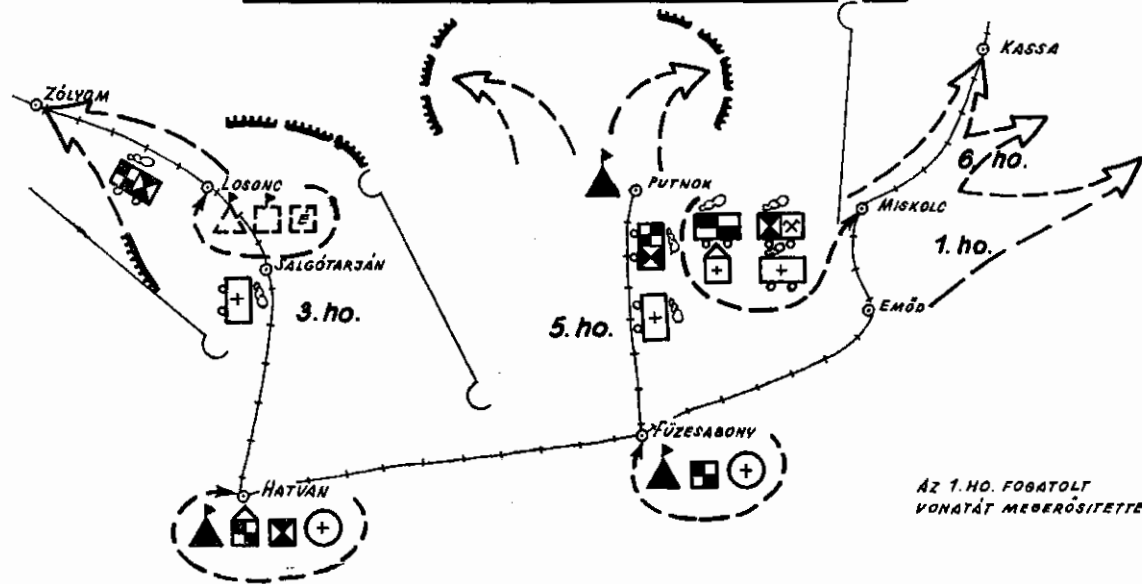 KASSA
ZÓLYOM
6. ho.
LOSONC
PUTNOK
MISKOLC
É
1. ho.
SALGÓTARJÁN
3. ho.
5. ho.
EMŐD
FÜZESABONY
HATVAN
AZ 1. HO. FOGATOLT
VONATÁT MEGERŐSITETTE